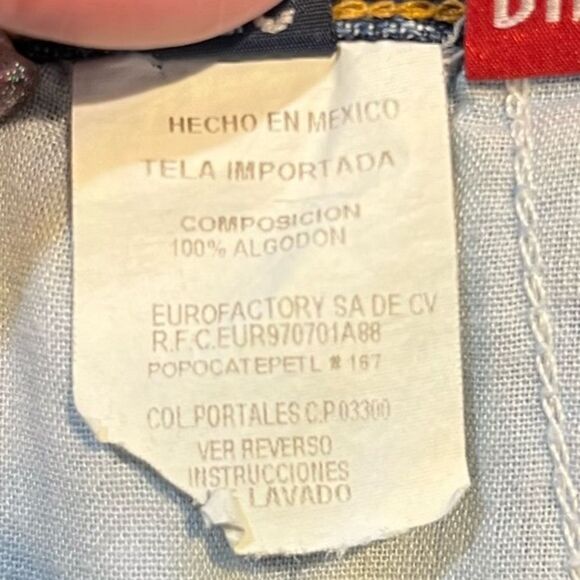 HECHO EN MEXICO
TELA IMPORTADA
COMPOSICION
100% ALGODON
EUROFACTORY SA DE CV
R.F.C.EUR970701A88
POPOCATEPETL # 167
COL.PORTALES C.P.03300
VER REVERSO
INSTRUCCIONES
LAVADO